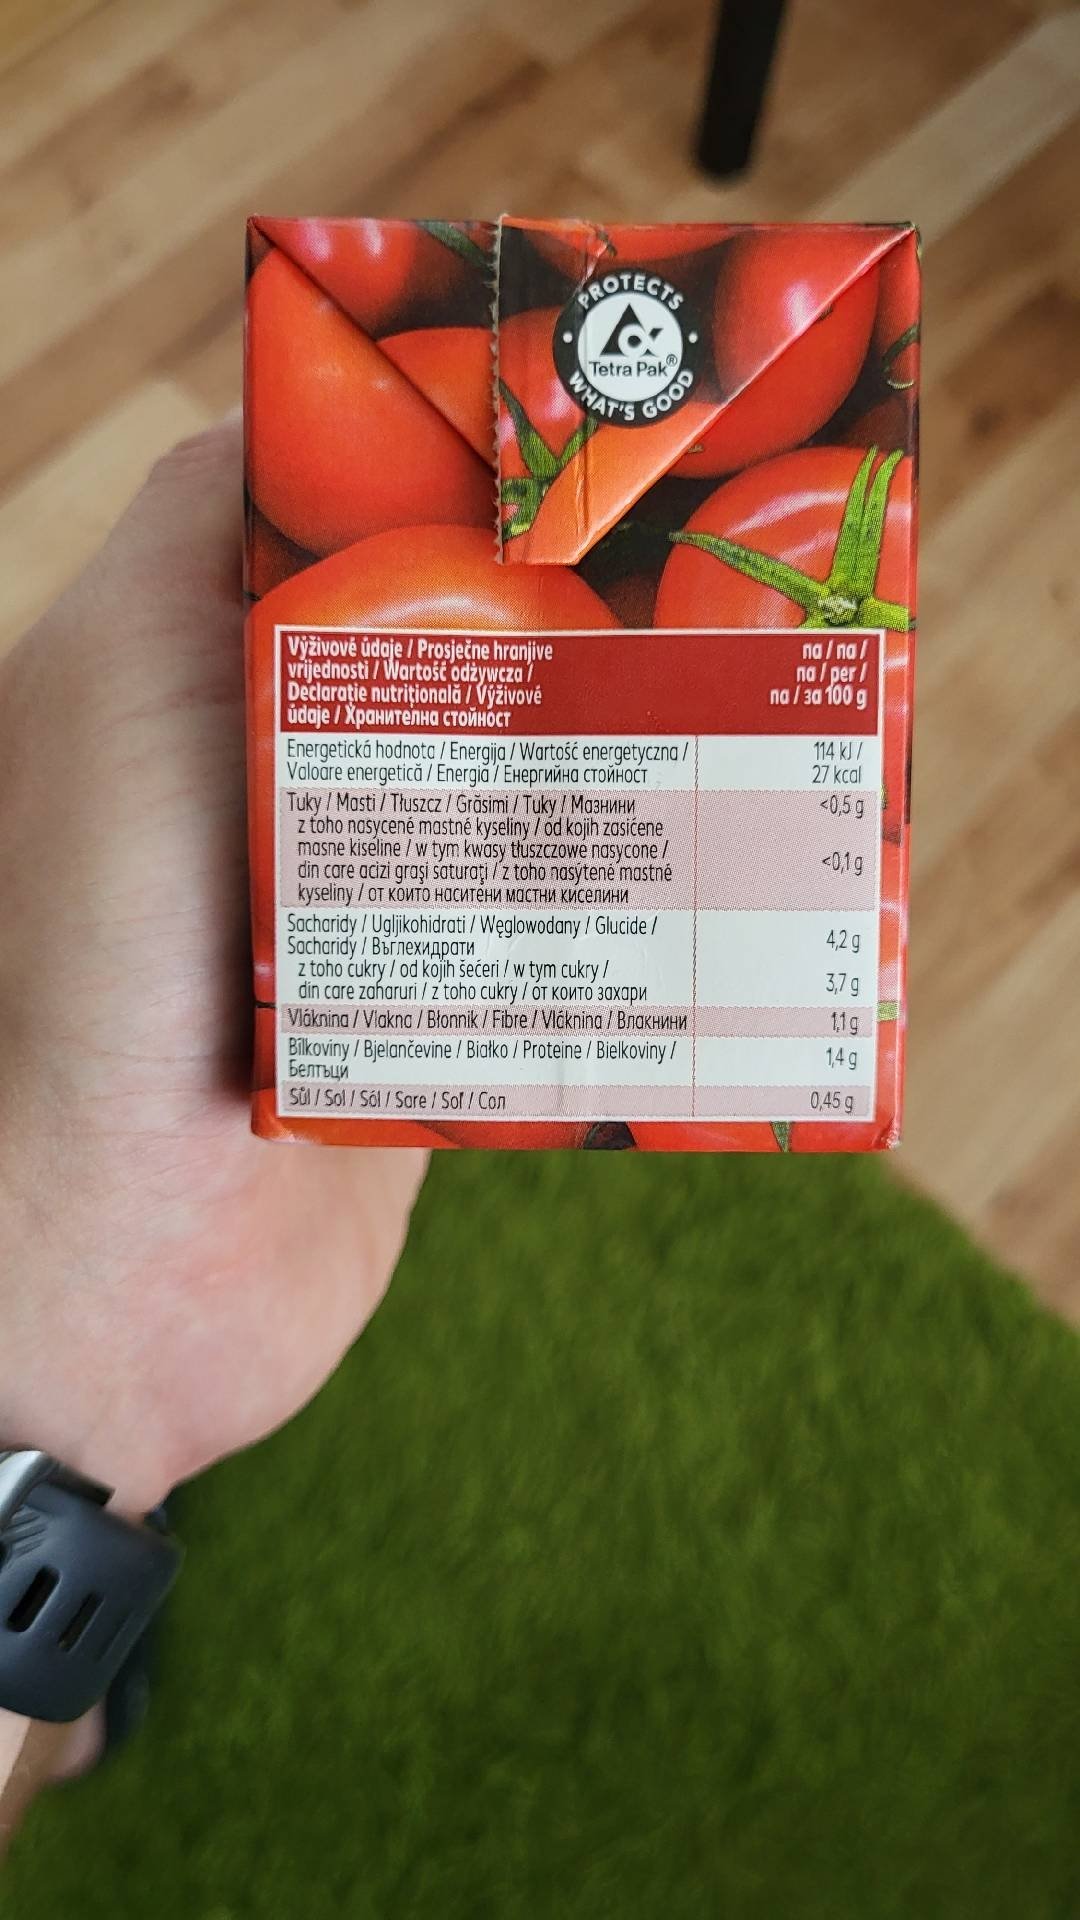 PROTECTS
Tetra Pak®
WHAT'S GOOD
Výživové údaje / Prosječne hranjive
vrijednosti / Wartość odżywcza /
Declarație nutrițională / Výživové
údaje / Хранителна стойност
na / na /
na / per /
na / за 100 g
Energetická hodnota / Energija / Wartość energetyczna /
Valoare energetică / Energia / Енергийна стойност
114 kJ /
27 kcal
Tuky / Masti / Tłuszcz / Grăsimi / Tuky / Мазнини
<0,5 g
z toho nasycené mastné kyseliny / od kojih zasićene
masne kiseline / w tym kwasy tłuszczowe nasycone /
din care acizi grași saturați / z toho nasýtené mastné
kyseliny / от които наситени мастни киселини
<0,1 g
Sacharidy / Ugljikohidrati / Węglowodany / Glucide /
Sacharidy / Въглехидрати
4,2 g
z toho cukry / od kojih šećeri / w tym cukry /
din care zaharuri / z toho cukry / от които захари
3,7 g
Vláknina / Vlakna / Błonnik / Fibre / Vláknina / Влакнини
1,1 g
Bílkoviny / Bjelančevine / Białko / Proteine / Bielkoviny /
Белтъци
1,4 g
Sůl / Sol / Sól / Sare / Soľ / Сол
0,45 g